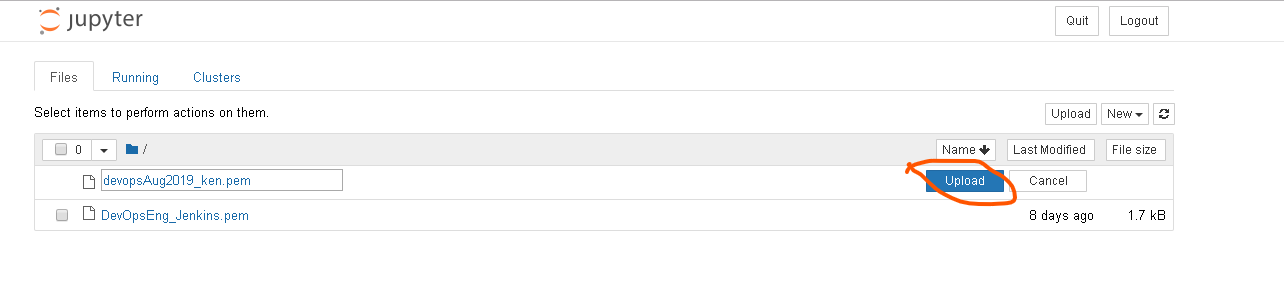 jupyter Quit Logout
Files Running Clusters
Select items to perform actions on them. Upload New
0 / Name Last Modified File size
devopsAug2019_ken.pem Upload Cancel
DevOpsEng_Jenkins.pem 8 days ago 1.7 kB